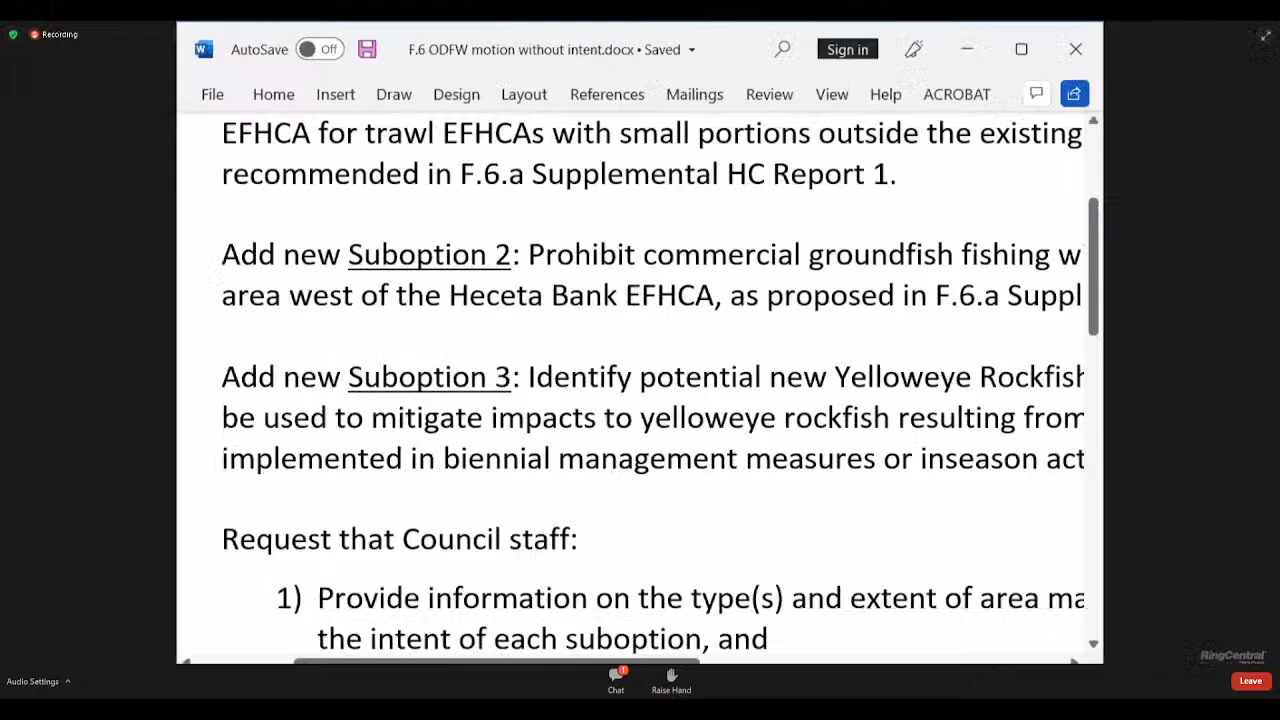 Recording
AutoSave Off F.6 ODFW motion without intent.docx • Saved Sign in
File Home Insert Draw Design Layout References Mailings Review View Help ACROBAT
EFHCA for trawl EFHCAs with small portions outside the existing
recommended in F.6.a Supplemental HC Report 1.
Add new Suboption 2: Prohibit commercial groundfish fishing w
area west of the Heceta Bank EFHCA, as proposed in F.6.a Suppl
Add new Suboption 3: Identify potential new Yelloweye Rockfish
be used to mitigate impacts to yelloweye rockfish resulting from
implemented in biennial management measures or inseason act
Request that Council staff:
1) Provide information on the type(s) and extent of area ma
the intent of each suboption, and
RingCentral
Audio Settings
1
Chat Raise Hand Leave